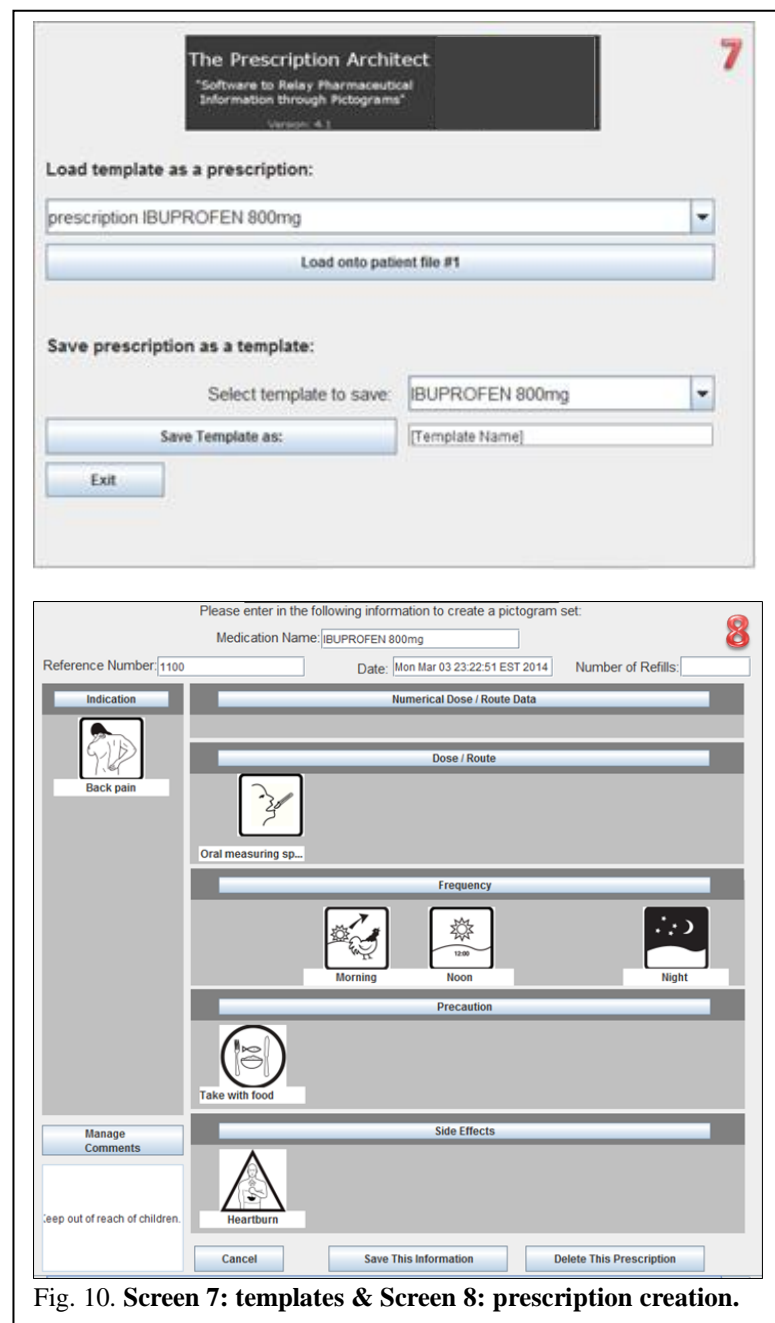 7
The Prescription Architect
"Software to Relay Pharmaceutical
Information through Pictograms"
Version: 4.1
Load template as a prescription:
prescription IBUPROFEN 800mg
Load onto patient file #1
Save prescription as a template:
Select template to save: IBUPROFEN 800mg
Save Template as: [Template Name]
Exit
Please enter in the following information to create a pictogram set:
8
Medication Name: IBUPROFEN 800mg
Reference Number: 1100 Date: Mon Mar 03 23:22:51 EST 2014 Number of Refills:
Indication
Back pain
Numerical Dose / Route Data
Dose / Route
Oral measuring sp...
Frequency
12:00
Morning Noon Night
Precaution
Take with food
Manage
Comments
eep out of reach of children.
Side Effects
Heartburn
Cancel Save This Information Delete This Prescription
Fig. 10. Screen 7: templates & Screen 8: prescription creation.